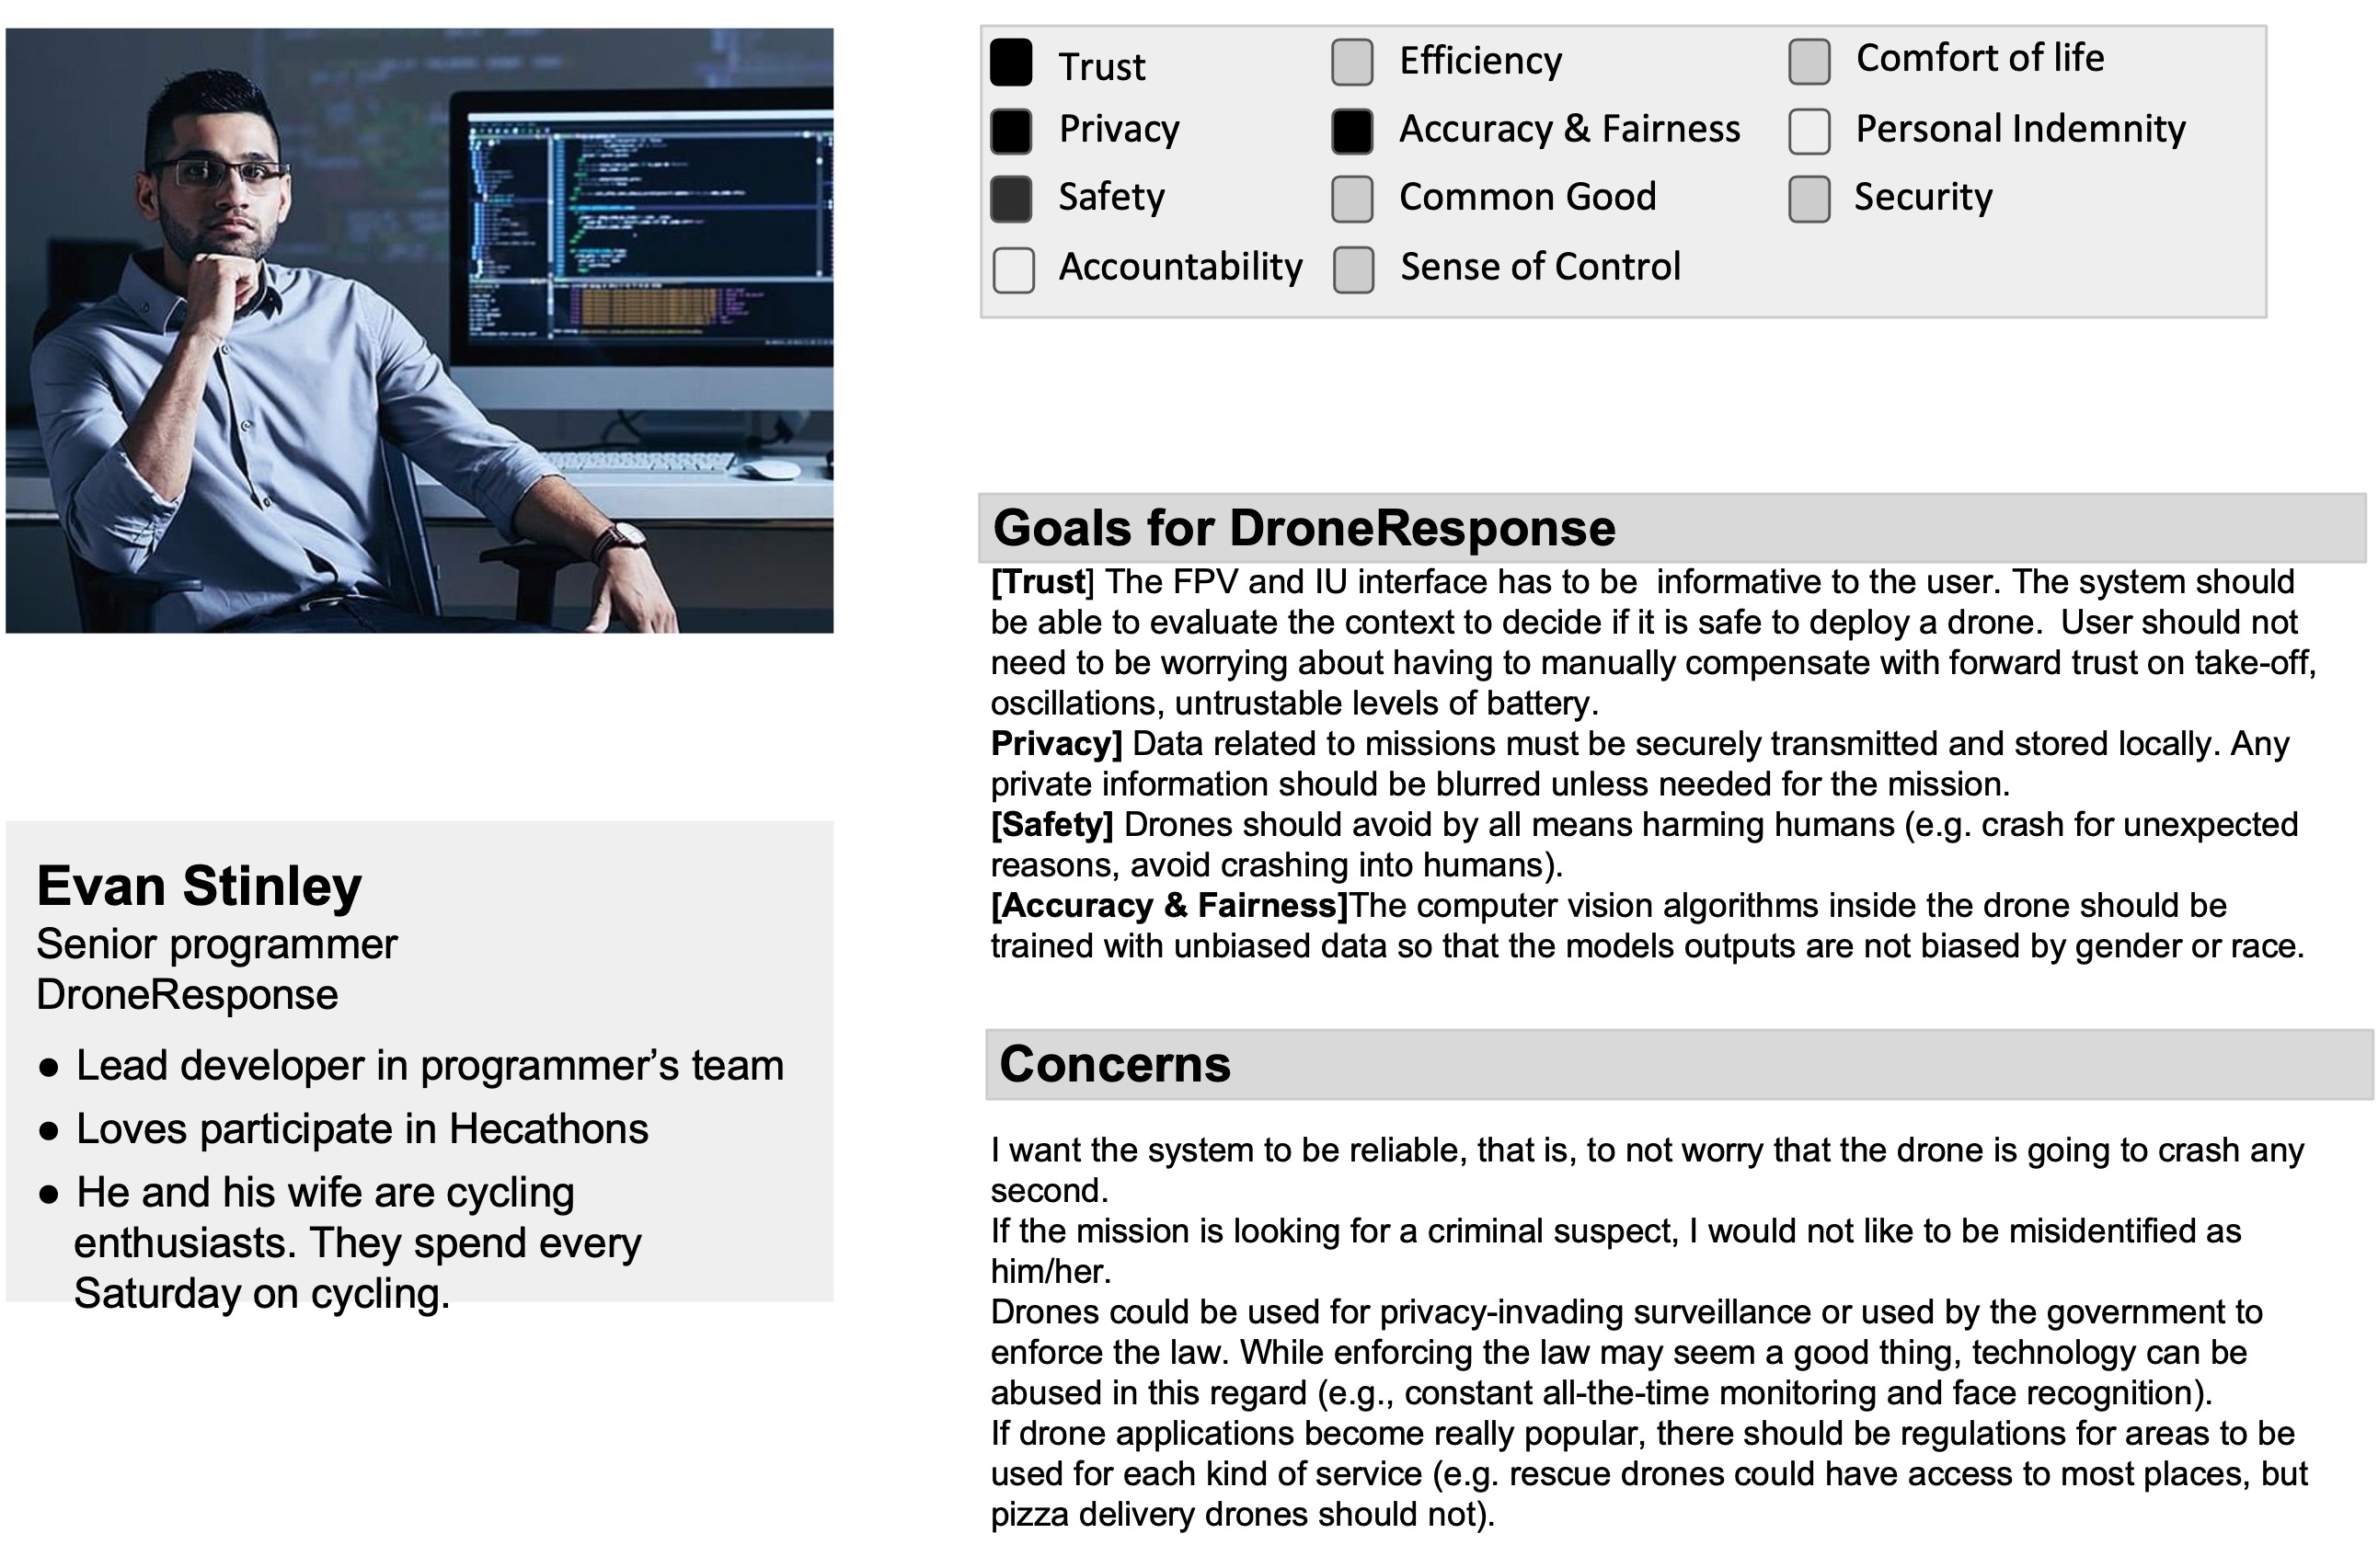 Trust
Efficiency
Comfort of life
Privacy
Accuracy & Fairness
Personal Indemnity
Safety
Common Good
Security
Accountability
Sense of Control
Evan Stinley
Senior programmer
DroneResponse
● Lead developer in programmer’s team
● Loves participate in Hecathons
● He and his wife are cycling
enthusiasts. They spend every
Saturday on cycling.
Goals for DroneResponse
[Trust] The FPV and IU interface has to be  informative to the user. The system should
be able to evaluate the context to decide if it is safe to deploy a drone.  User should not
need to be worrying about having to manually compensate with forward trust on take-off,
oscillations, untrustable levels of battery.
Privacy] Data related to missions must be securely transmitted and stored locally. Any
private information should be blurred unless needed for the mission.
[Safety] Drones should avoid by all means harming humans (e.g. crash for unexpected
reasons, avoid crashing into humans).
[Accuracy & Fairness]The computer vision algorithms inside the drone should be
trained with unbiased data so that the models outputs are not biased by gender or race.
Concerns
I want the system to be reliable, that is, to not worry that the drone is going to crash any
second.
If the mission is looking for a criminal suspect, I would not like to be misidentified as
him/her.
Drones could be used for privacy-invading surveillance or used by the government to
enforce the law. While enforcing the law may seem a good thing, technology can be
abused in this regard (e.g., constant all-the-time monitoring and face recognition).
If drone applications become really popular, there should be regulations for areas to be
used for each kind of service (e.g. rescue drones could have access to most places, but
pizza delivery drones should not).